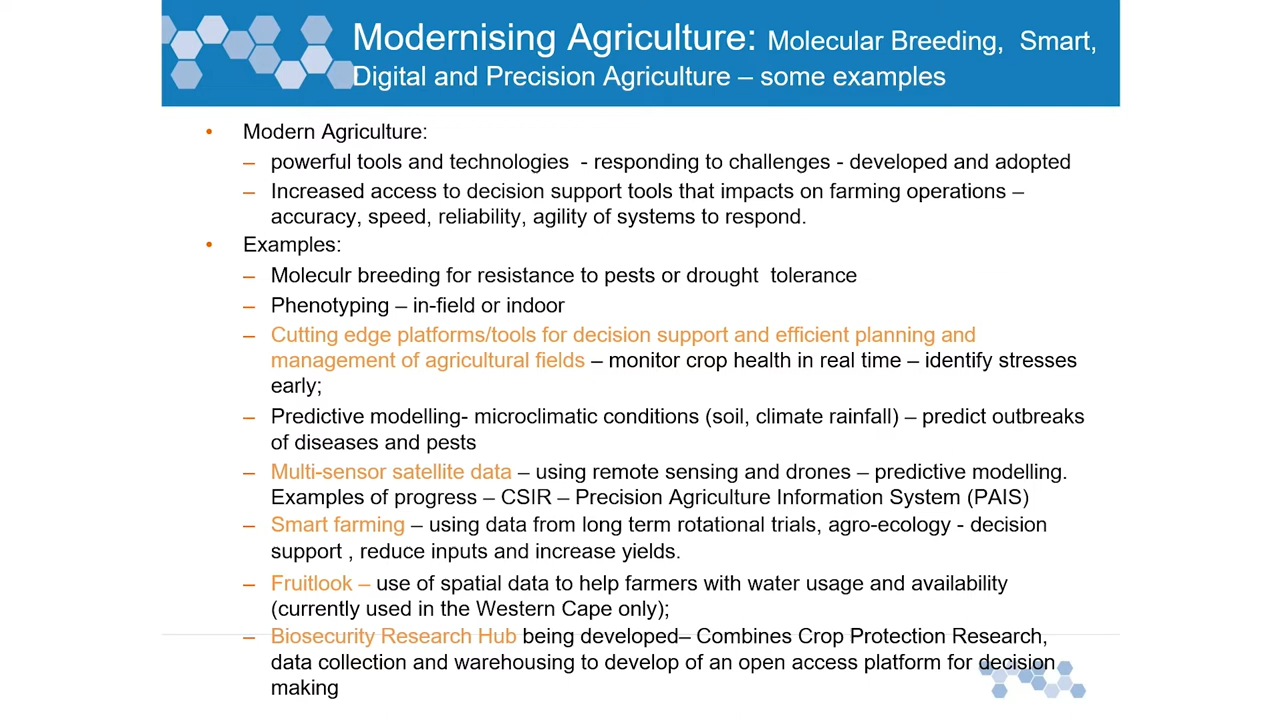 Modernising Agriculture: Molecular Breeding, Smart,
Digital and Precision Agriculture – some examples
• Modern Agriculture:
– powerful tools and technologies - responding to challenges - developed and adopted
– Increased access to decision support tools that impacts on farming operations –
accuracy, speed, reliability, agility of systems to respond.
• Examples:
– Moleculr breeding for resistance to pests or drought tolerance
– Phenotyping – in-field or indoor
– Cutting edge platforms/tools for decision support and efficient planning and
management of agricultural fields – monitor crop health in real time – identify stresses
early;
– Predictive modelling- microclimatic conditions (soil, climate rainfall) – predict outbreaks
of diseases and pests
– Multi-sensor satellite data – using remote sensing and drones – predictive modelling.
Examples of progress – CSIR – Precision Agriculture Information System (PAIS)
– Smart farming – using data from long term rotational trials, agro-ecology - decision
support , reduce inputs and increase yields.
– Fruitlook – use of spatial data to help farmers with water usage and availability
(currently used in the Western Cape only);
– Biosecurity Research Hub being developed– Combines Crop Protection Research,
data collection and warehousing to develop of an open access platform for decision
making